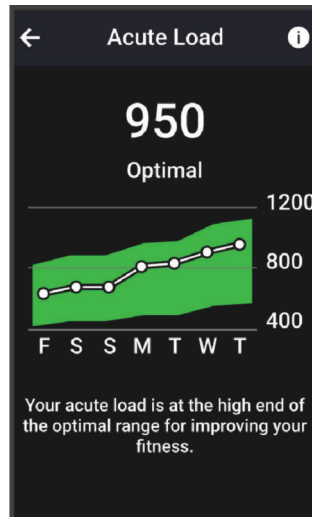 Acute Load
950
Optimal
1200
800
400
F S S M T W T
Your acute load is at the high end of
the optimal range for improving your
fitness.